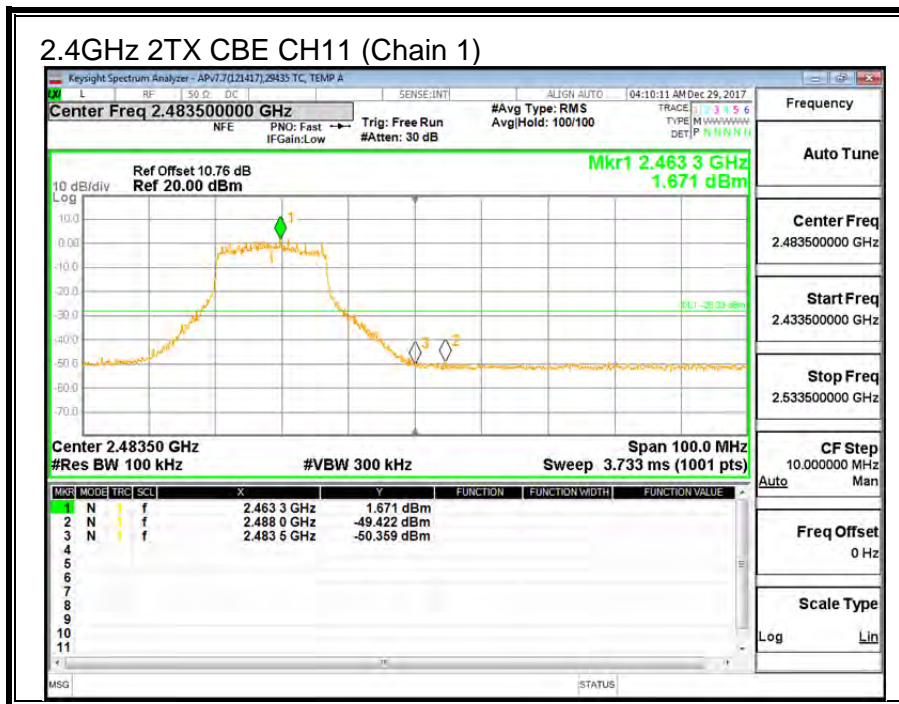 2.4GHz 2TX CBE CH11 (Chain 1)
Keysight Spectrum Analyzer - APv7.7(121417),29435 TC, TEMP A
L RF 50 Ω DC SENSE:INT ALIGN AUTO 04:10:11 AM Dec 29, 2017
Center Freq 2.483500000 GHz
NFE PNO: Fast IFGain:Low
Trig: Free Run
#Atten: 30 dB
#Avg Type: RMS
Avg|Hold: 100/100
TRACE 1 2 3 4 5 6
TYPE M WWWWW
DET P N N N N N
Frequency
Auto Tune
Center Freq
2.483500000 GHz
Start Freq
2.433500000 GHz
Stop Freq
2.533500000 GHz
CF Step
10.000000 MHz
Auto Man
Freq Offset
0 Hz
Scale Type
Log Lin
Mkr1 2.463 3 GHz
1.671 dBm
Ref Offset 10.76 dB
10 dB/div Ref 20.00 dBm
Log
10.0
0.00
-10.0
-20.0
-30.0
-40.0
-50.0
-60.0
-70.0
1
3
2
Center 2.48350 GHz Span 100.0 MHz
#Res BW 100 kHz #VBW 300 kHz Sweep 3.733 ms (1001 pts)
MKR MODE TRC SCL X Y FUNCTION FUNCTION WIDTH FUNCTION VALUE
1 N 1 f 2.463 3 GHz 1.671 dBm
2 N 1 f 2.488 0 GHz -49.422 dBm
3 N 1 f 2.483 5 GHz -50.359 dBm
4
5
6
7
8
9
10
11
MSG STATUS